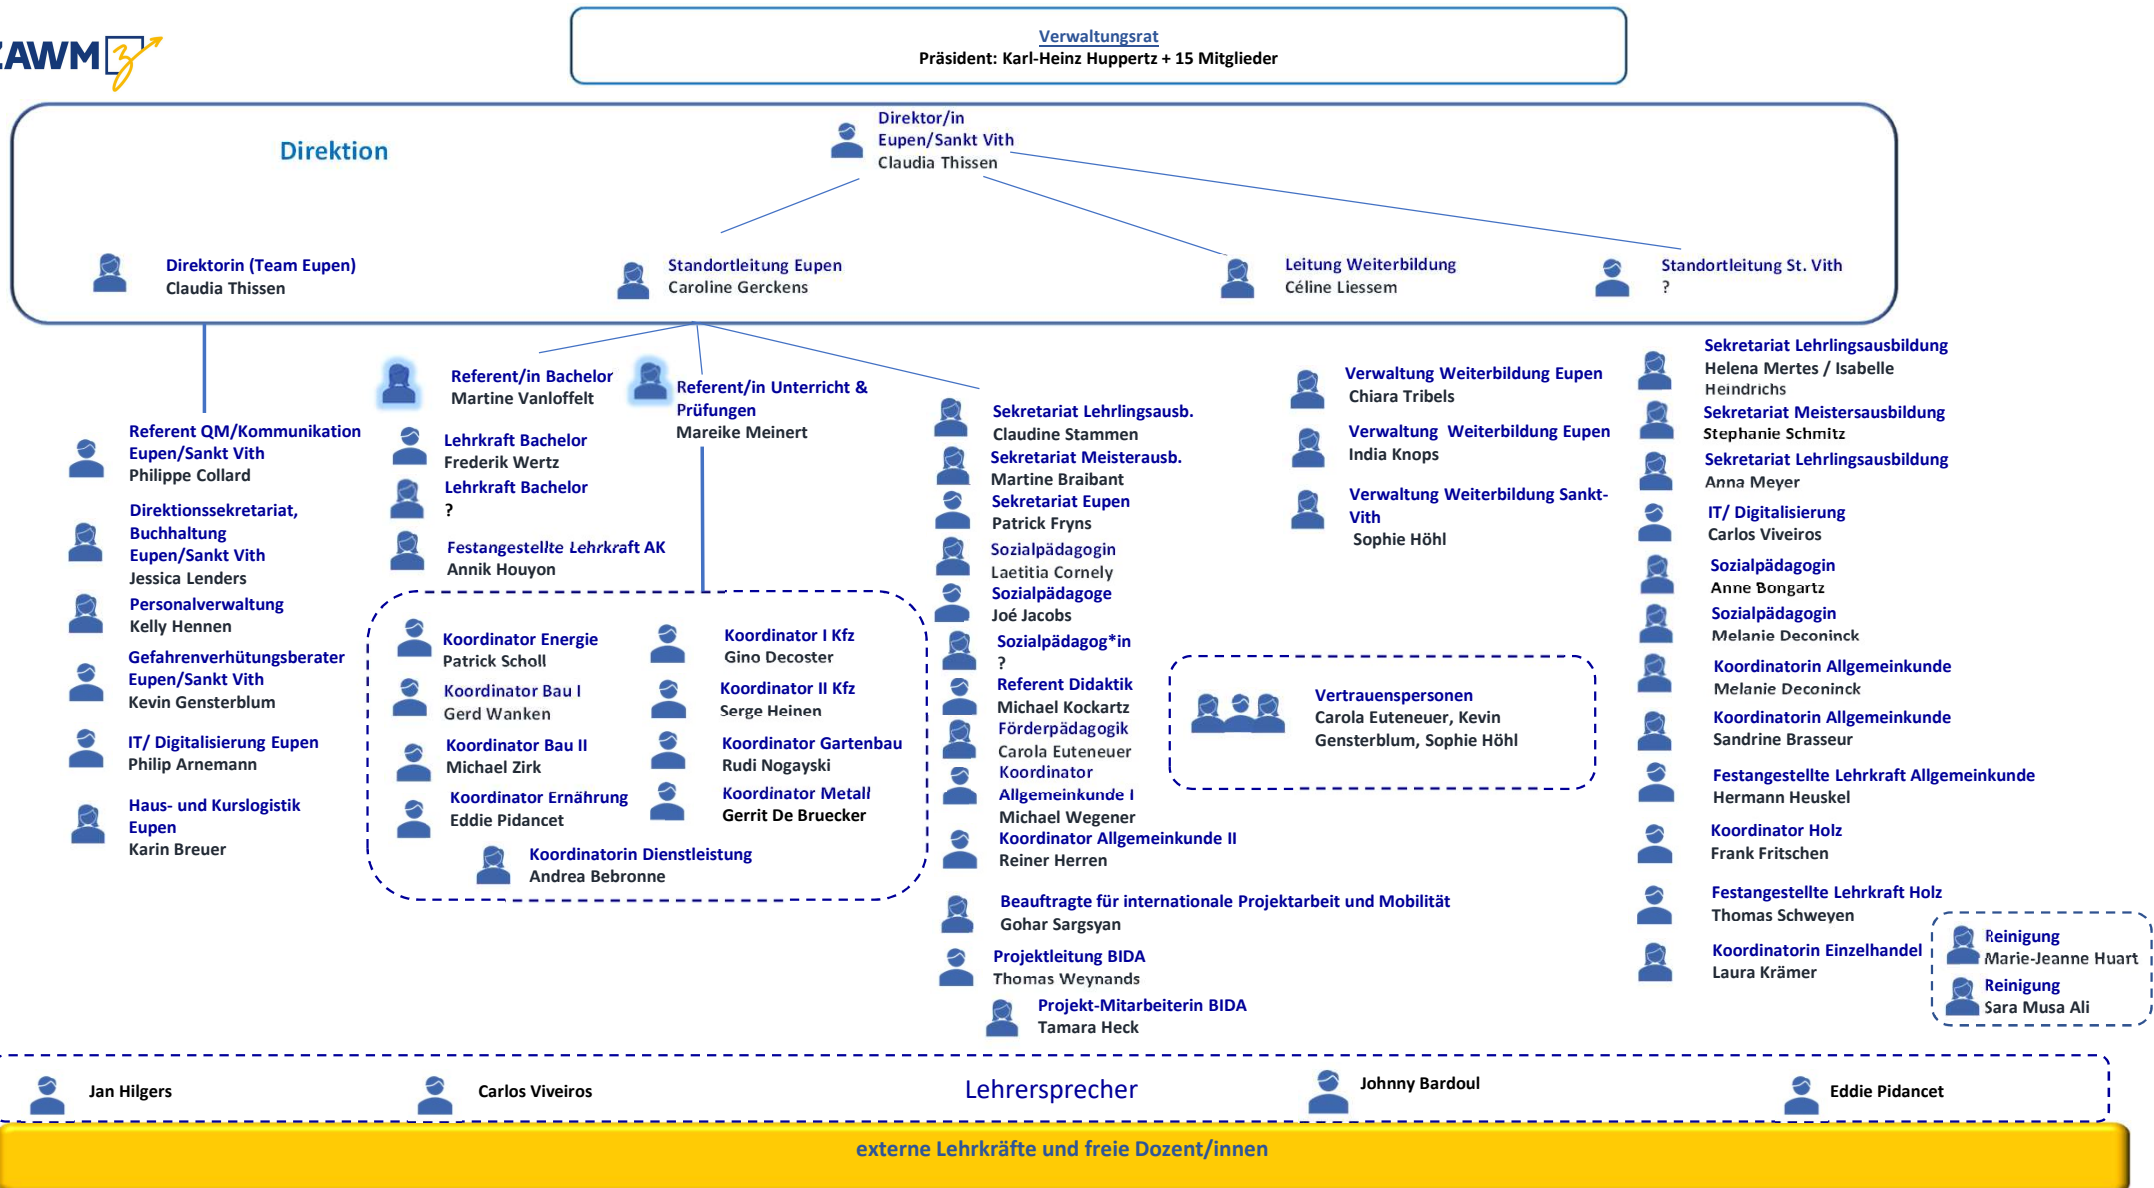 ZAWM
Verwaltungsrat
Präsident: Karl-Heinz Huppertz + 15 Mitglieder
Direktion
Direktor/in
Eupen/Sankt Vith
Claudia Thissen
Direktorin (Team Eupen)
Claudia Thissen
Standortleitung Eupen
Caroline Gerckens
Leitung Weiterbildung
Céline Liessem
Standortleitung St. Vith
?
Referent QM/Kommunikation
Eupen/Sankt Vith
Philippe Collard
Direktionssekretariat,
Buchhaltung
Eupen/Sankt Vith
Jessica Lenders
Personalverwaltung
Kelly Hennen
Gefahrenverhütungsberater
Eupen/Sankt Vith
Kevin Gensterblum
IT/ Digitalisierung Eupen
Philip Arnemann
Haus- und Kurslogistik
Eupen
Karin Breuer
Referent/in Bachelor
Martine Vanloffelt
Lehrkraft Bachelor
Frederik Wertz
Lehrkraft Bachelor
?
Festangestellte Lehrkraft AK
Annik Houyon
Referent/in Unterricht &
Prüfungen
Mareike Meinert
Koordinator Energie
Patrick Scholl
Koordinator Bau I
Gerd Wanken
Koordinator Bau II
Michael Zirk
Koordinator Ernährung
Eddie Pidancet
Koordinator I Kfz
Gino Decoster
Koordinator II Kfz
Serge Heinen
Koordinator Gartenbau
Rudi Nogayski
Koordinator Metall
Gerrit De Bruecker
Koordinatorin Dienstleistung
Andrea Bebronne
Sekretariat Lehrlingsausb.
Claudine Stammen
Sekretariat Meisterausb.
Martine Braibant
Sekretariat Eupen
Patrick Fryns
Sozialpädagogin
Laetitia Cornely
Sozialpädagoge
Joé Jacobs
Sozialpädagog*in
?
Referent Didaktik
Michael Kockartz
Förderpädagogik
Carola Euteneuer
Koordinator
Allgemeinkunde I
Michael Wegener
Koordinator Allgemeinkunde II
Reiner Herren
Beauftragte für internationale Projektarbeit und Mobilität
Gohar Sargsyan
Projektleitung BIDA
Thomas Weynands
Projekt-Mitarbeiterin BIDA
Tamara Heck
Verwaltung Weiterbildung Eupen
Chiara Tribels
Verwaltung  Weiterbildung Eupen
India Knops
Verwaltung Weiterbildung Sankt-
Vith
Sophie Höhl
Vertrauenspersonen
Carola Euteneuer, Kevin
Gensterblum, Sophie Höhl
Sekretariat Lehrlingsausbildung
Helena Mertes / Isabelle
Heindrichs
Sekretariat Meistersausbildung
Stephanie Schmitz
Sekretariat Lehrlingsausbildung
Anna Meyer
IT/ Digitalisierung
Carlos Viveiros
Sozialpädagogin
Anne Bongartz
Sozialpädagogin
Melanie Deconinck
Koordinatorin Allgemeinkunde
Melanie Deconinck
Koordinatorin Allgemeinkunde
Sandrine Brasseur
Festangestellte Lehrkraft Allgemeinkunde
Hermann Heuskel
Koordinator Holz
Frank Fritschen
Festangestellte Lehrkraft Holz
Thomas Schweyen
Koordinatorin Einzelhandel
Laura Krämer
Reinigung
Marie-Jeanne Huart
Reinigung
Sara Musa Ali
Jan Hilgers
Carlos Viveiros
Lehrersprecher
Johnny Bardoul
Eddie Pidancet
externe Lehrkräfte und freie Dozent/innen